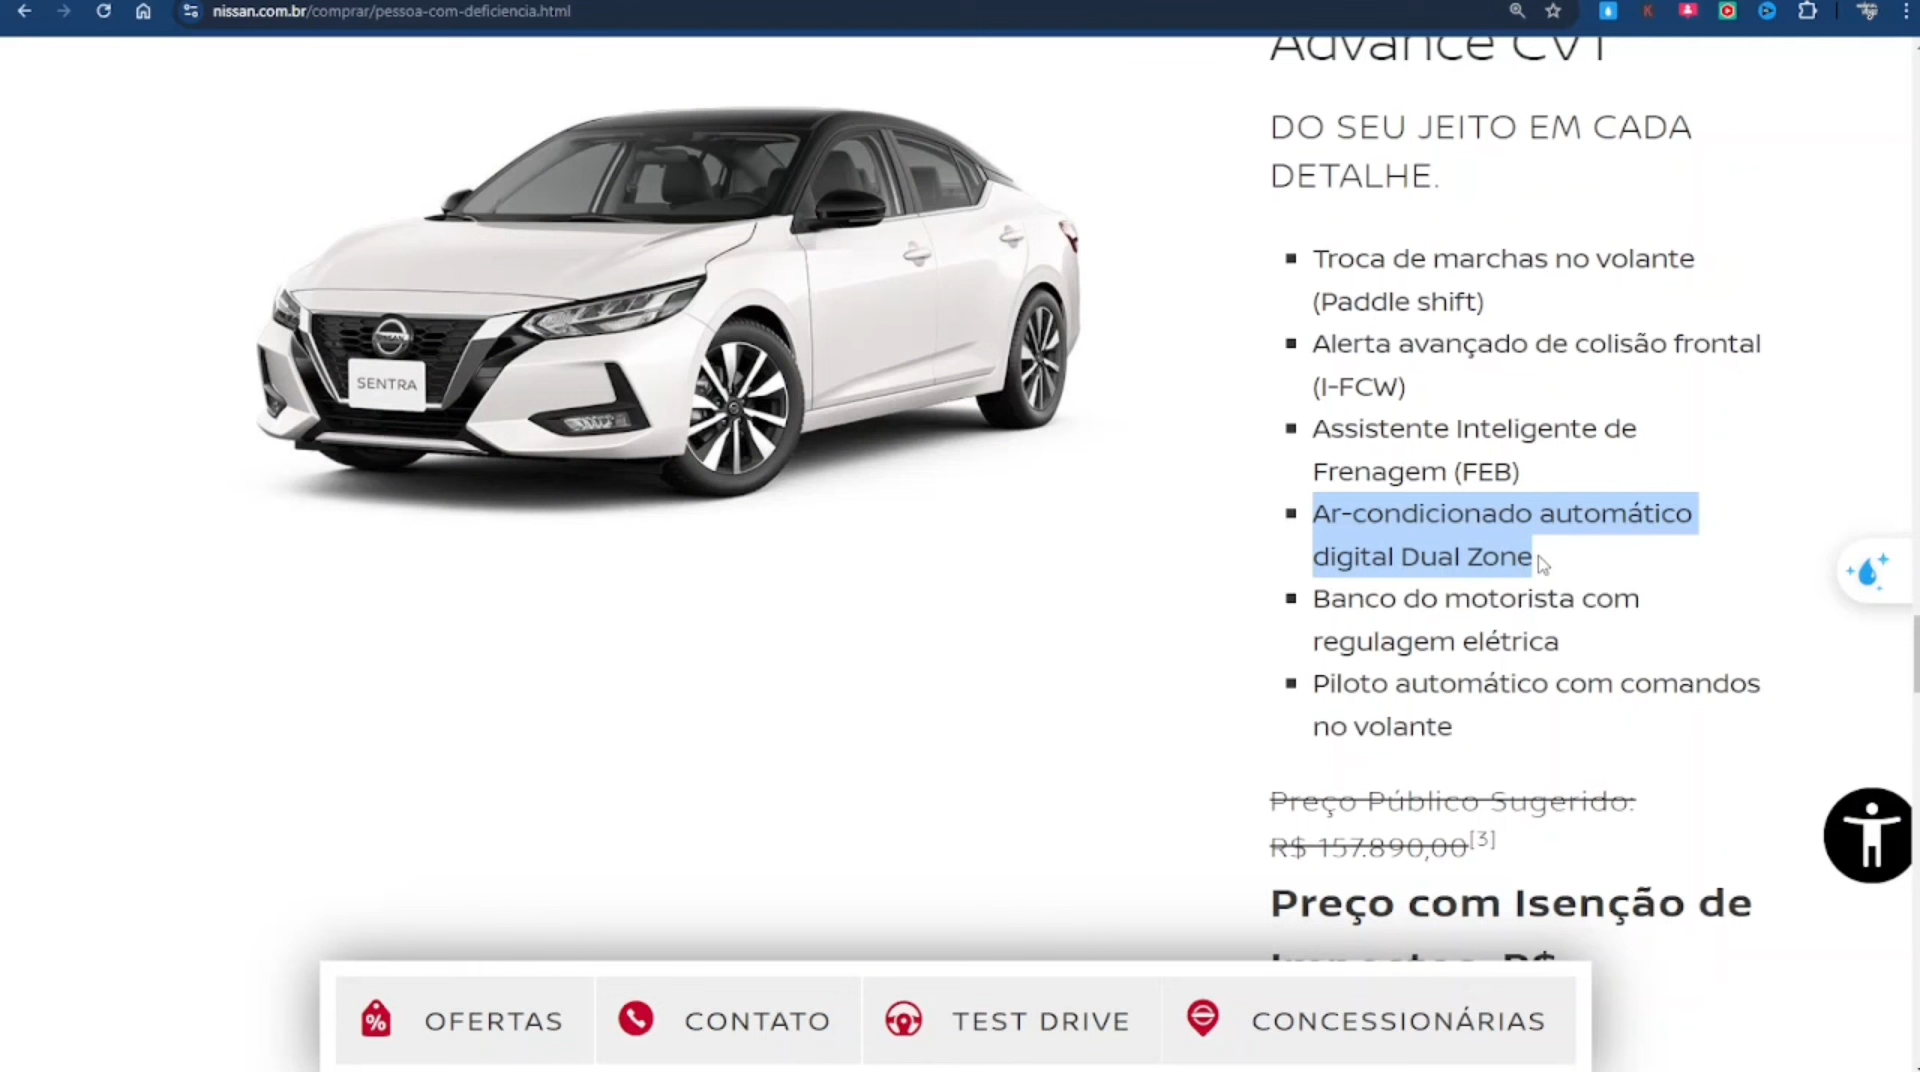 nissan.com.br/comprar/pessoa-com-deficiencia.html
Advance CVT
DO SEU JEITO EM CADA
DETALHE.
Troca de marchas no volante
(Paddle shift)
Alerta avançado de colisão frontal
(I-FCW)
Assistente Inteligente de
Frenagem (FEB)
Ar-condicionado automático
digital Dual Zone
Banco do motorista com
regulagem elétrica
Piloto automático com comandos
no volante
Preço Público Sugerido:
R$ 157.890,00[3]
Preço com Isenção de
Impostos: R$
SENTRA
OFERTAS
CONTATO
TEST DRIVE
CONCESSIONÁRIAS